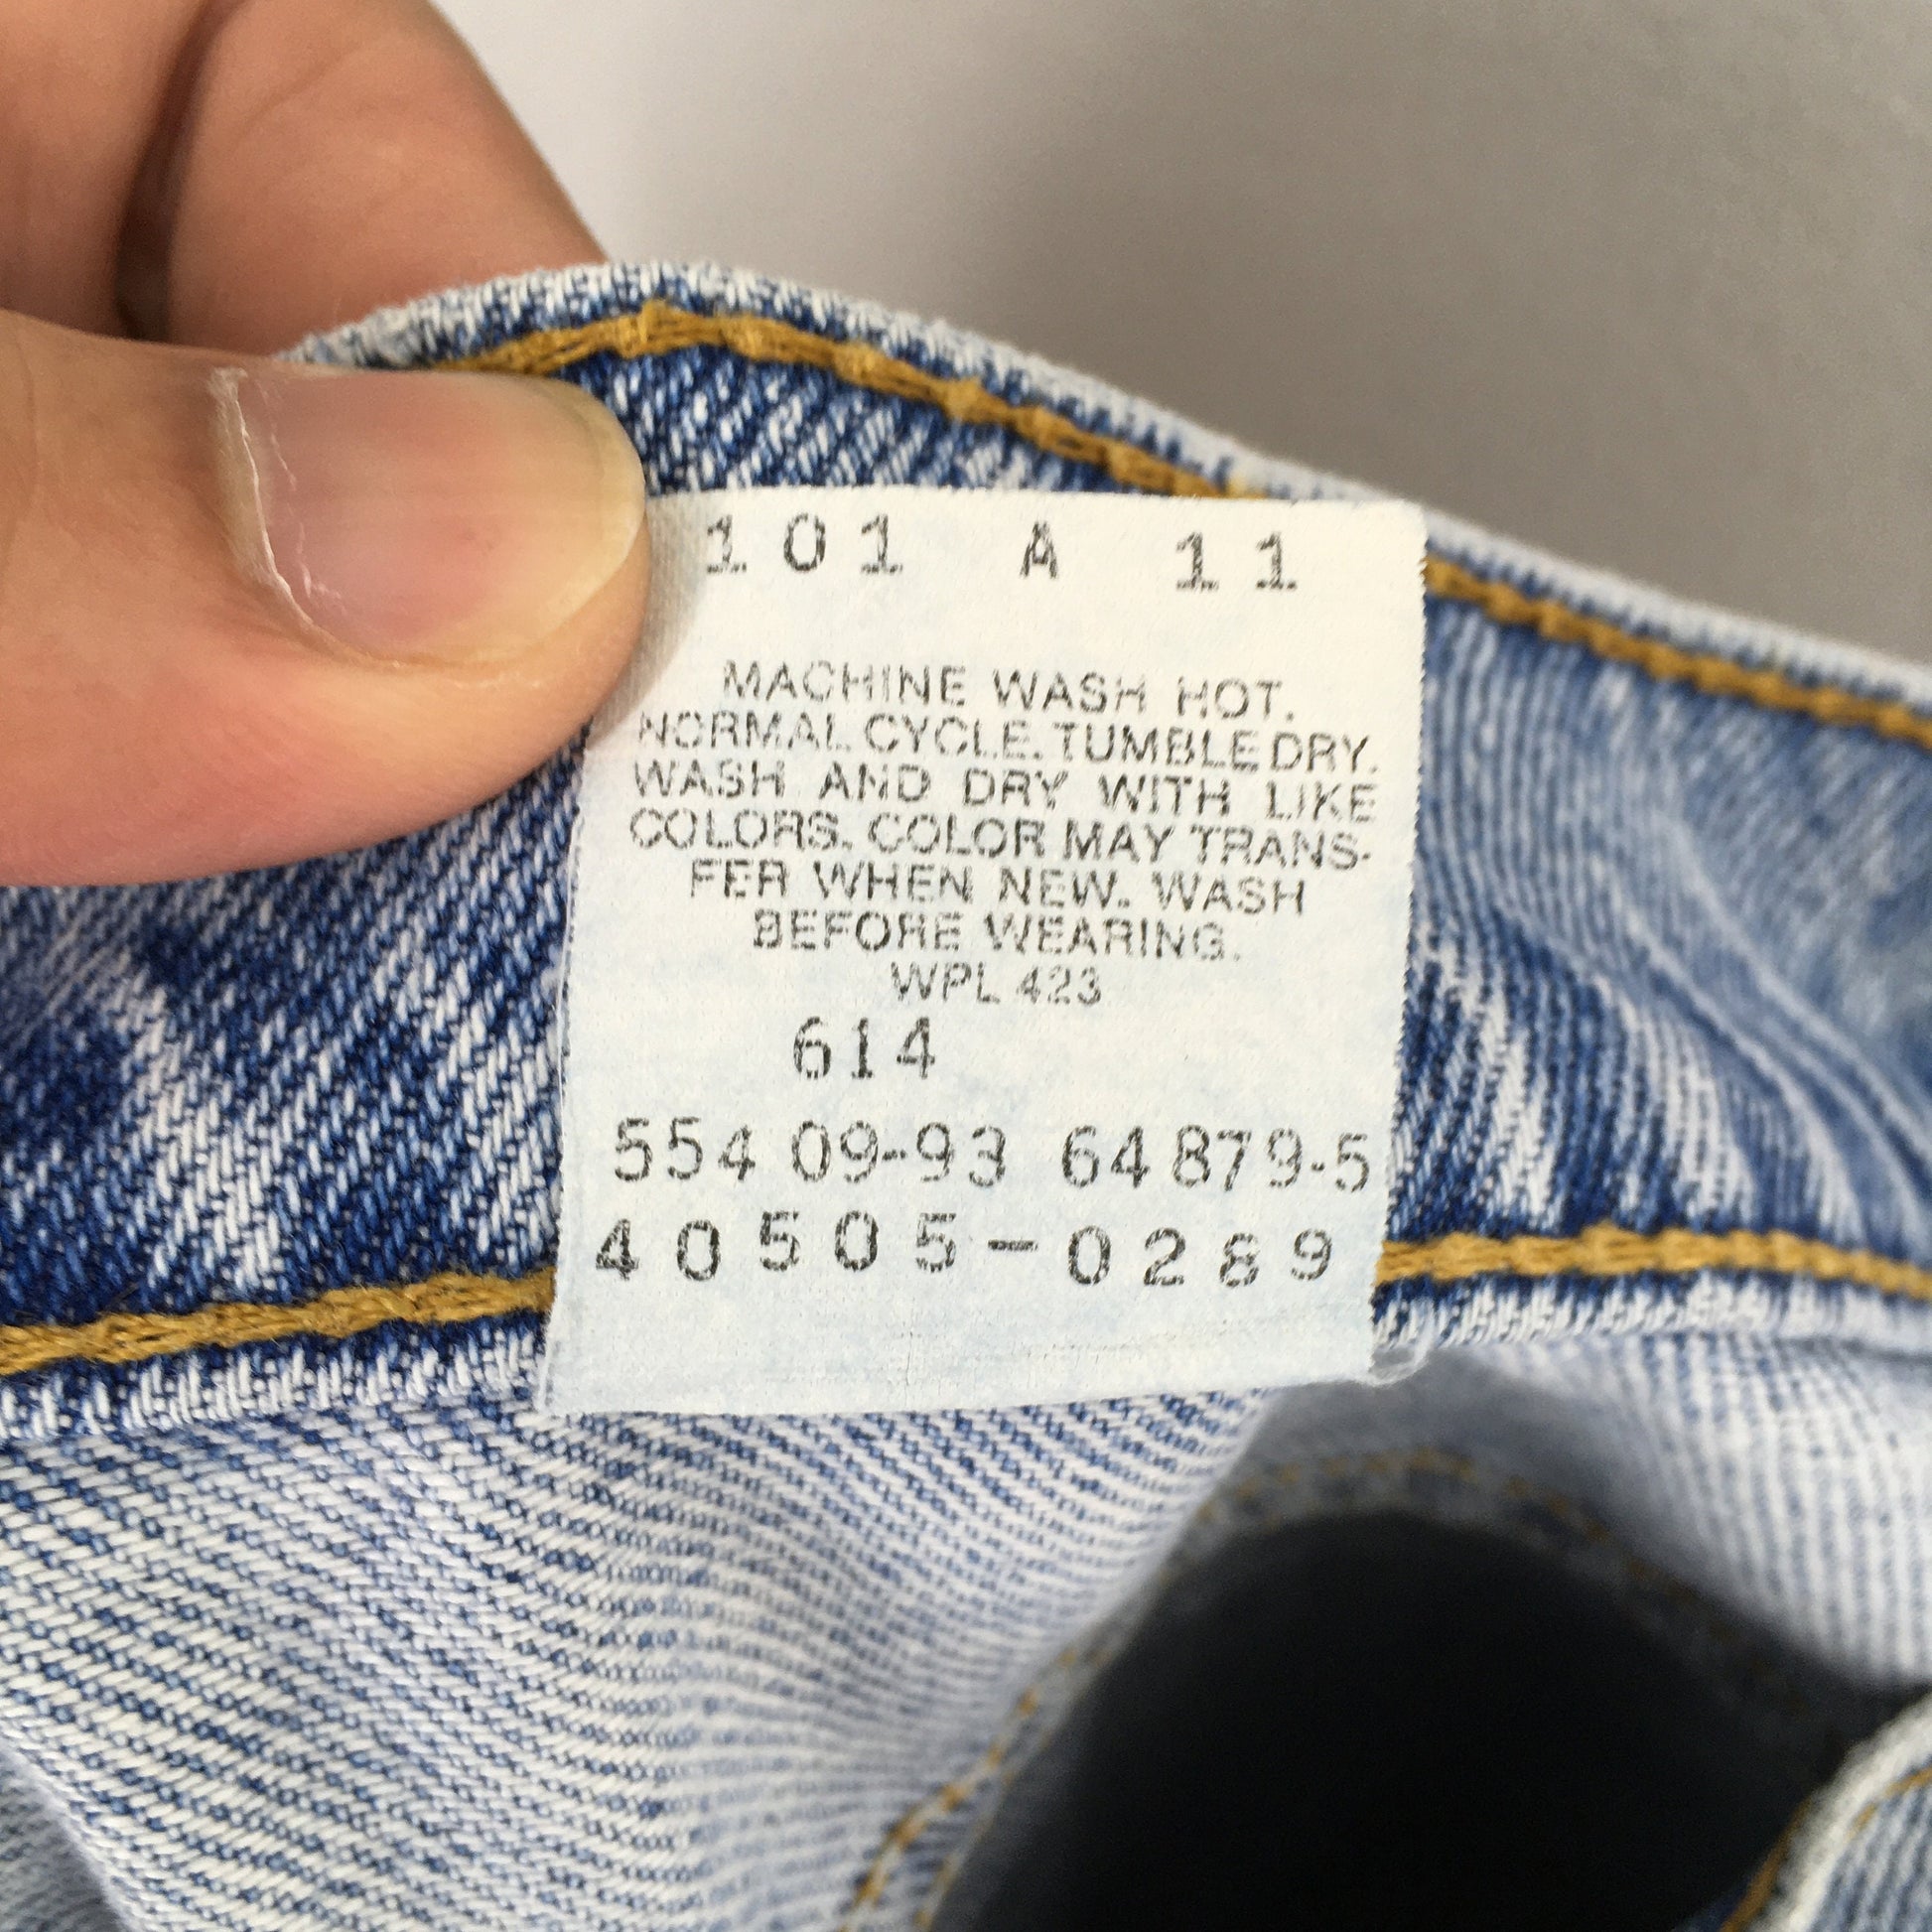 101 A 11
MACHINE WASH HOT.
NORMAL CYCLE. TUMBLE DRY.
WASH AND DRY WITH LIKE
COLORS. COLOR MAY TRANS-
FER WHEN NEW. WASH
BEFORE WEARING.
WPL 423
614
554 09-93 64879-5
40505-0289